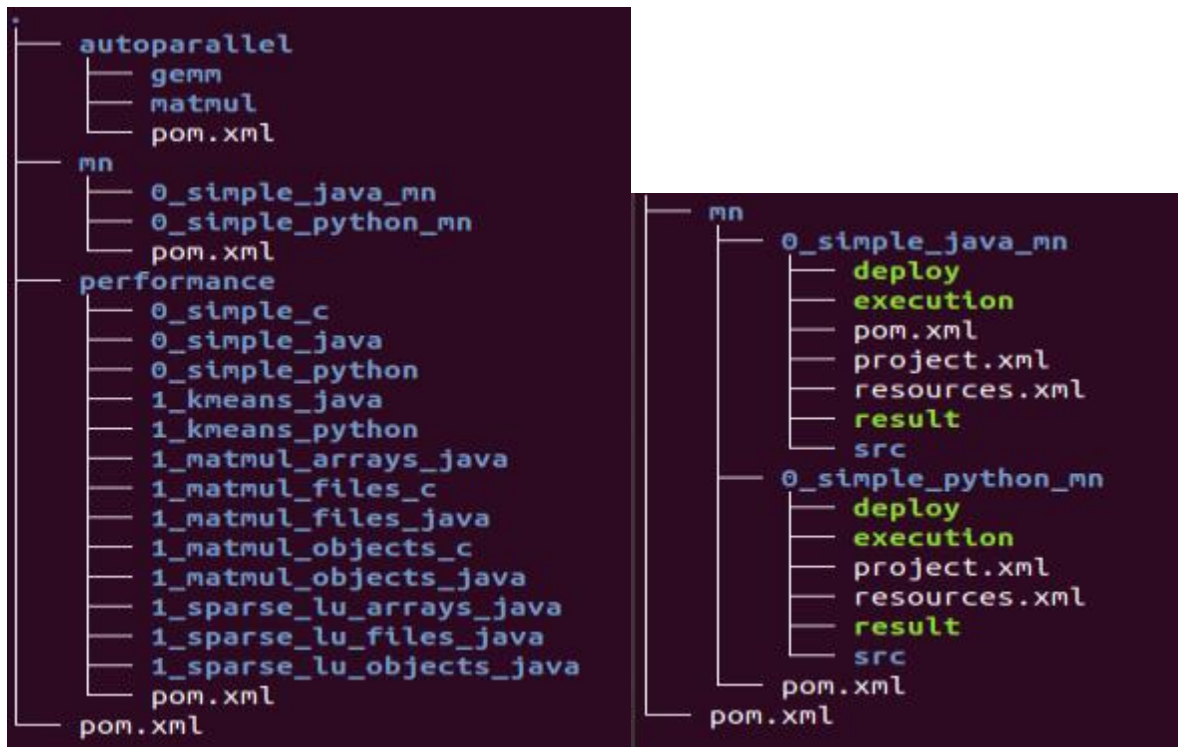 .
autoparallel
gemm
matmul
pom.xml
mn
0_simple_java_mn
0_simple_python_mn
pom.xml
performance
0_simple_c
0_simple_java
0_simple_python
1_kmeans_java
1_kmeans_python
1_matmul_arrays_java
1_matmul_files_c
1_matmul_files_java
1_matmul_objects_c
1_matmul_objects_java
1_sparse_lu_arrays_java
1_sparse_lu_files_java
1_sparse_lu_objects_java
pom.xml
pom.xml
mn
0_simple_java_mn
deploy
execution
pom.xml
project.xml
resources.xml
result
src
0_simple_python_mn
deploy
execution
project.xml
resources.xml
result
src
pom.xml
pom.xml